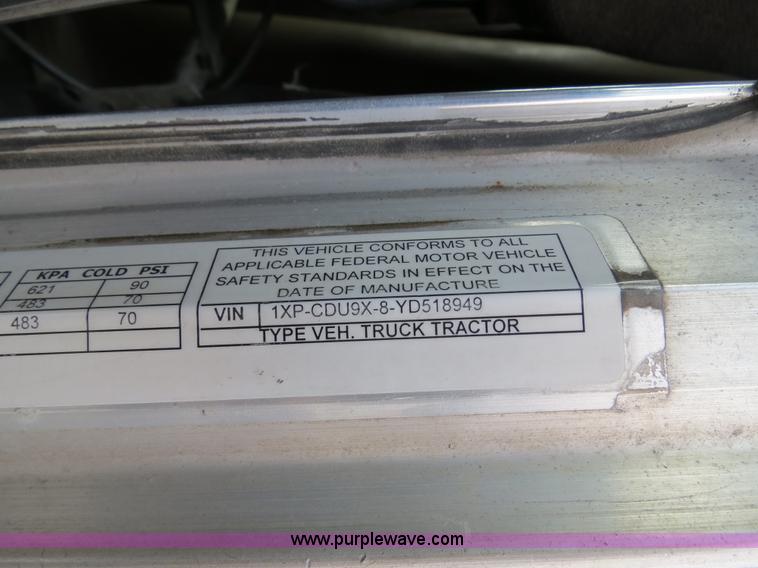 KPA COLD PSI
621 90
483 70
483 70
THIS VEHICLE CONFORMS TO ALL
APPLICABLE FEDERAL MOTOR VEHICLE
SAFETY STANDARDS IN EFFECT ON THE
DATE OF MANUFACTURE
VIN 1XP-CDU9X-8-YD518949
TYPE VEH. TRUCK TRACTOR
www.purplewave.com